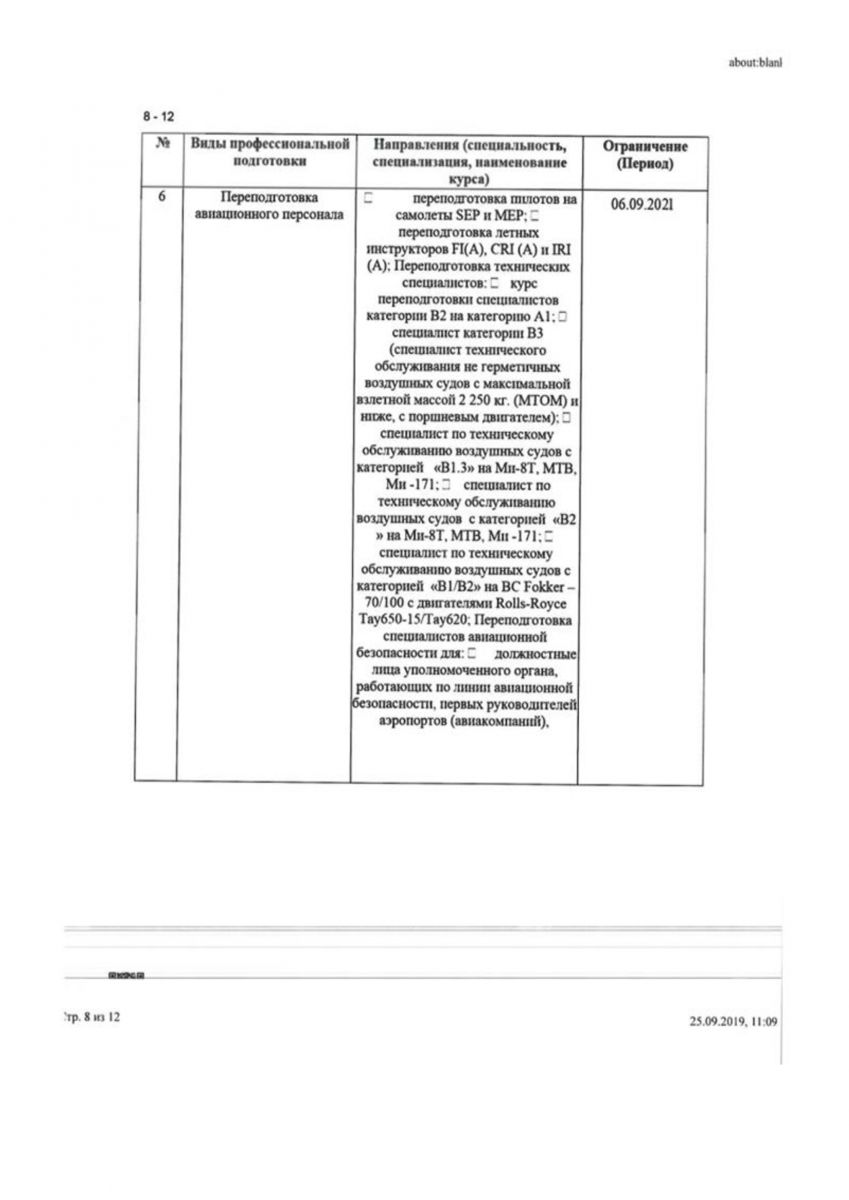 about:blank
8 - 12
№
Виды профессиональной
подготовки
Направления (специальность,
специализация, наименование
курса)
Ограничение
(Период)
6
Переподготовка
авиационного персонала
□ переподготовка пилотов на
самолеты SEP и MEP; □
переподготовка летных
инструкторов FI(A), CRI (A) и IRI
(A); Переподготовка технических
специалистов: □ курс
переподготовки специалистов
категории B2 на категорию A1; □
специалист категории B3
(специалист технического
обслуживания не герметичных
воздушных судов с максимальной
взлетной массой 2 250 кг. (МТОМ) и
ниже, с поршневым двигателем); □
специалист по техническому
обслуживанию воздушных судов с
категорией «B1.3» на Ми-8Т, МТВ,
Ми -171; □ специалист по
техническому обслуживанию
воздушных судов с категорией «B2
» на Ми-8Т, МТВ, Ми -171; □
специалист по техническому
обслуживанию воздушных судов с
категорией «B1/B2» на ВС Fokker –
70/100 с двигателями Rolls-Royce
Tay650-15/Tay620; Переподготовка
специалистов авиационной
безопасности для: □ должностные
лица уполномоченного органа,
работающих по линии авиационной
безопасности, первых руководителей
аэропортов (авиакомпаний),
06.09.2021
Стр. 8 из 12
25.09.2019, 11:09